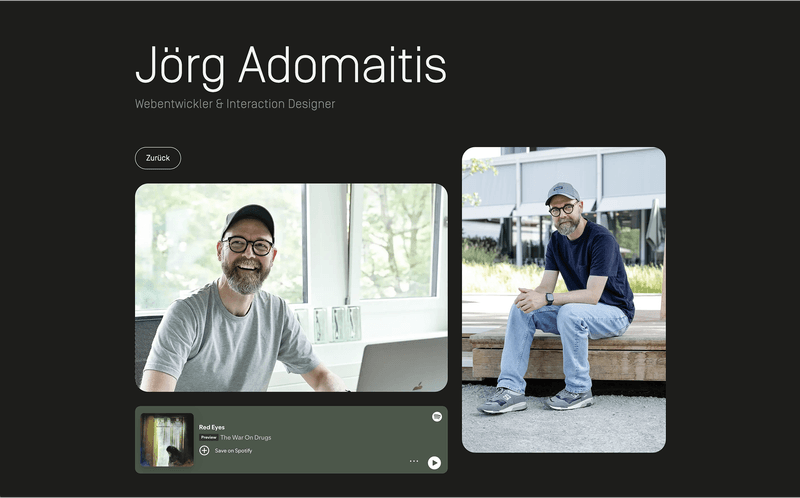 Jörg Adomaitis
Webentwickler & Interaction Designer
Zurück
Red Eyes
Preview The War On Drugs
Save on Spotify